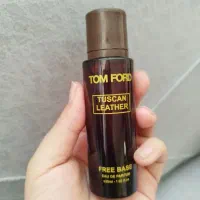 TOM FORD
TUSCAN
LEATHER
FREE BASE
EAU DE PARFUM